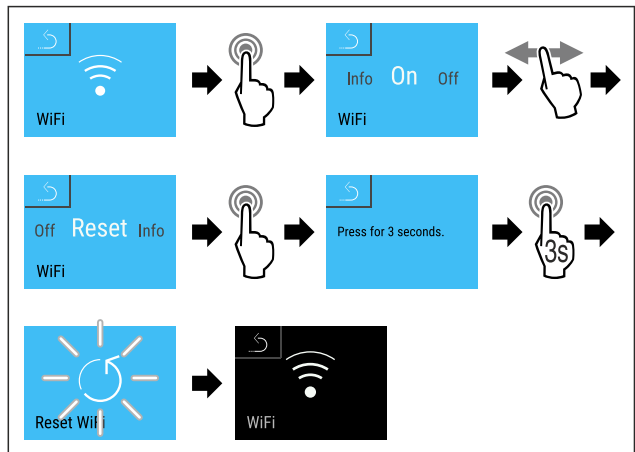 WiFi
Info On Off
WiFi
Off Reset Info
WiFi
Press for 3 seconds.
3s
Reset WiFi
WiFi